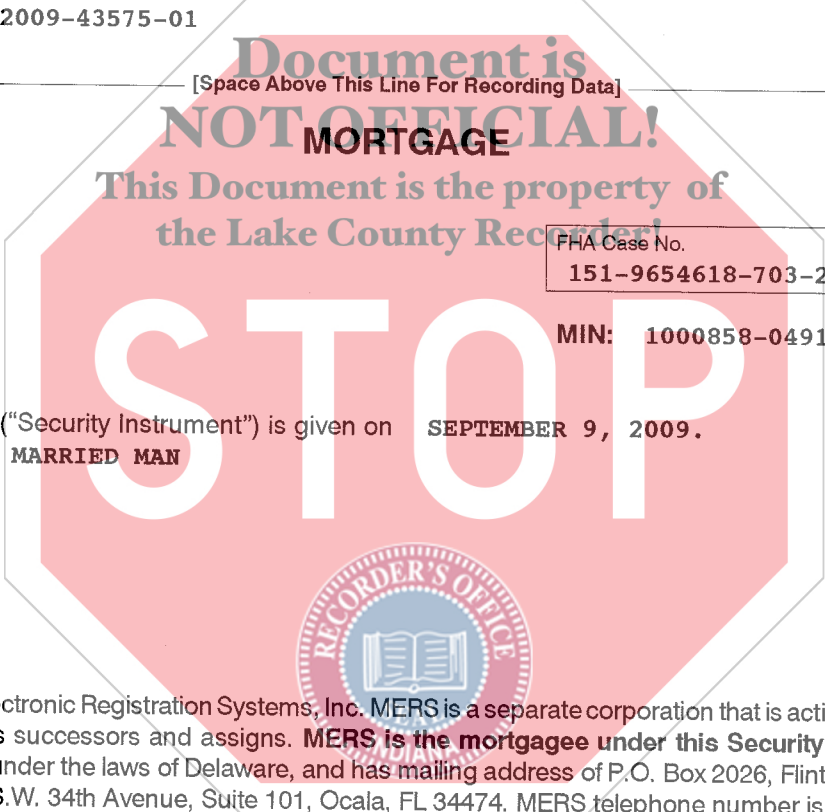 2009-43575-01
Document is
[Space Above This Line For Recording Data]
NOT OFFICIAL!
MORTGAGE
This Document is the property of
the Lake County Recorder!
FHA Case No.
151-9654618-703-2
MIN: 1000858-0491
STOP
("Security Instrument") is given on SEPTEMBER 9, 2009.
MARRIED MAN
RECORDER'S OFFICE
ctronic Registration Systems, Inc. MERS is a separate corporation that is acti
s successors and assigns. MERS is the mortgagee under this Security
INDIANA
nder the laws of Delaware, and has mailing address of P.O. Box 2026, Flint
S.W. 34th Avenue, Suite 101, Ocala, FL 34474. MERS telephone number is